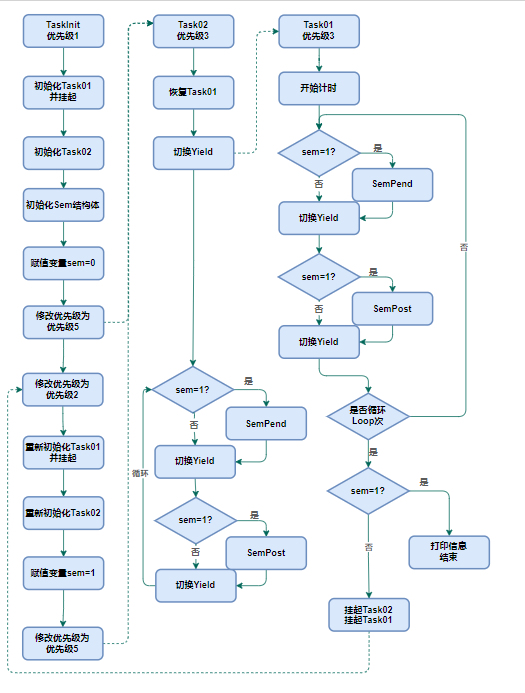 TaskInit
优先级1
初始化Task01
并挂起
初始化Task02
初始化Sem结构体
赋值变量sem=0
修改优先级为
优先级5
修改优先级为
优先级2
重新初始化Task01
并挂起
重新初始化Task02
赋值变量sem=1
修改优先级为
优先级5
Task02
优先级3
恢复Task01
切换Yield
sem=1?
是
SemPend
否
切换Yield
循环
sem=1?
是
SemPost
否
切换Yield
Task01
优先级3
开始计时
sem=1?
是
SemPend
否
切换Yield
sem=1?
是
SemPost
否
切换Yield
否
是否循环
Loop次
是
sem=1?
是
打印信息
结束
否
挂起Task02
挂起Task01